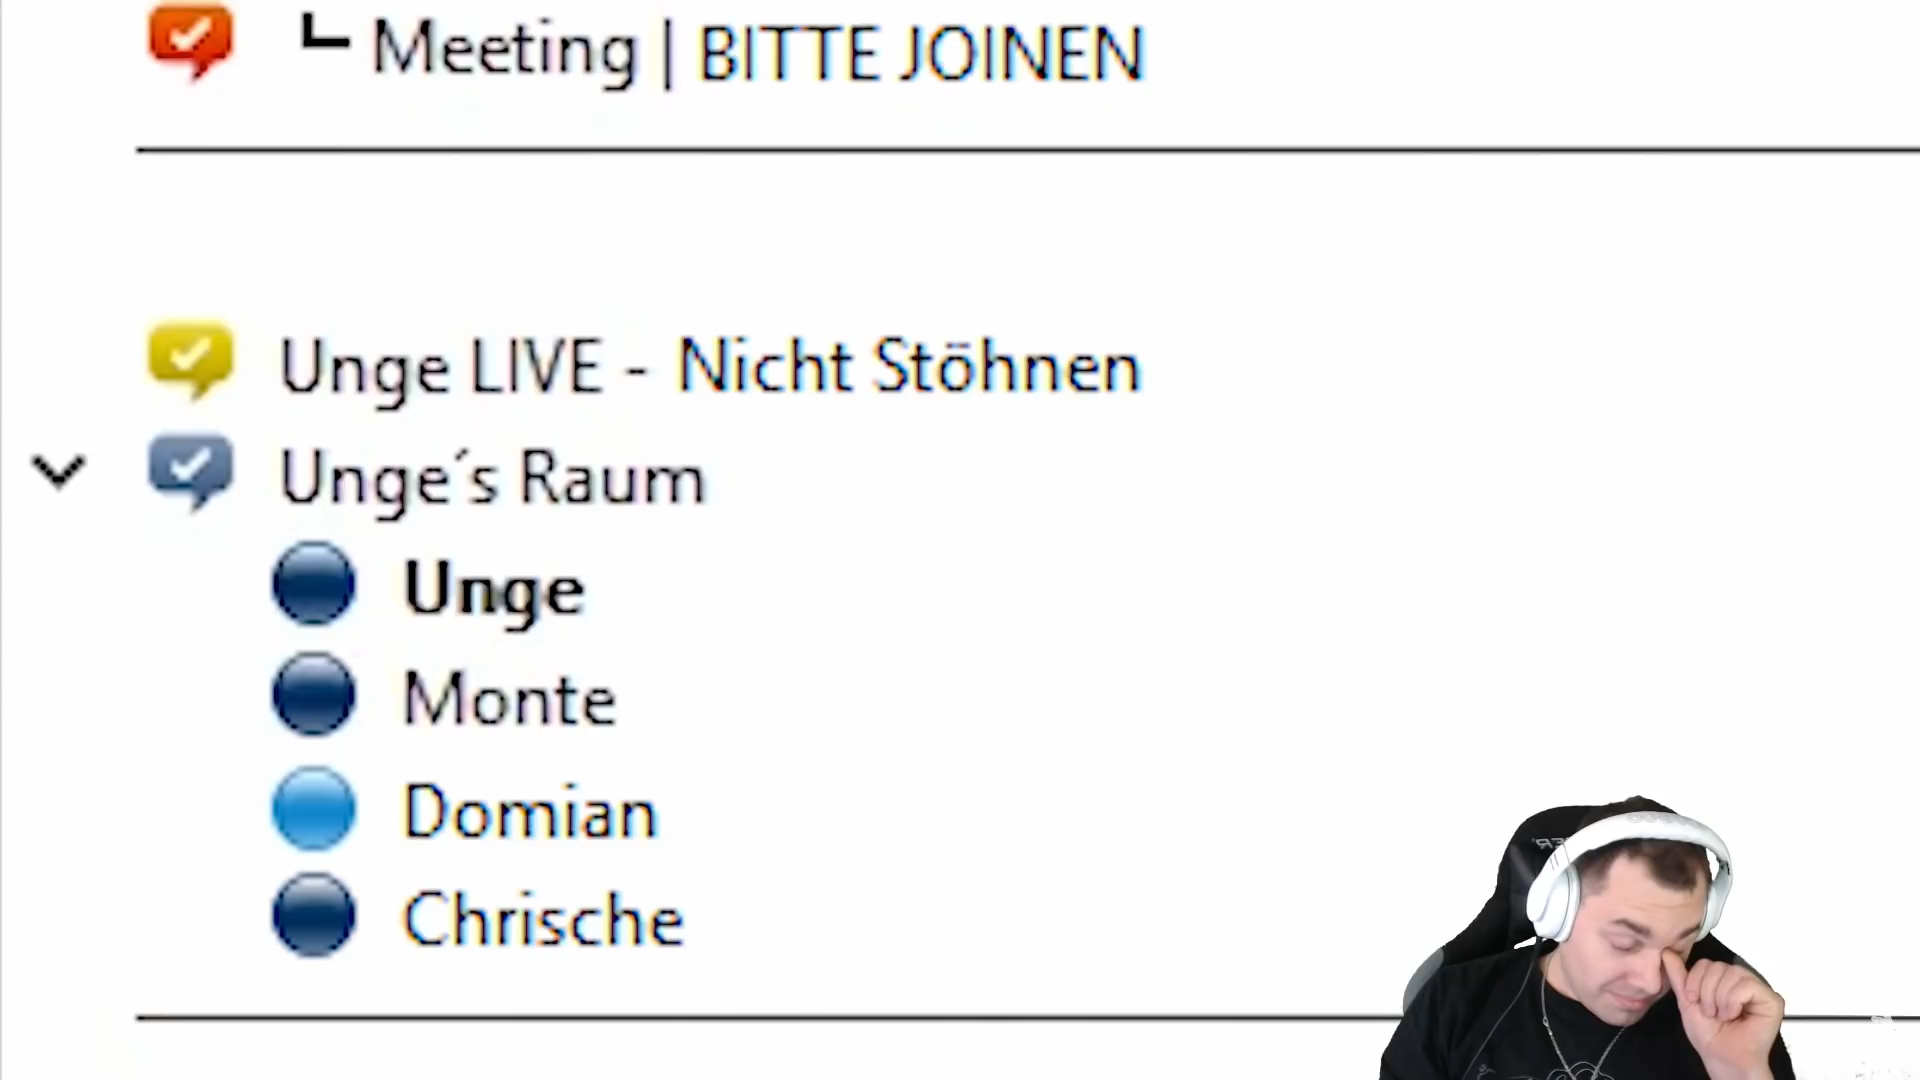 ┗ Meeting | BITTE JOINEN
Unge LIVE - Nicht Stöhnen
Unge´s Raum
Unge
Monte
Domian
Chrische